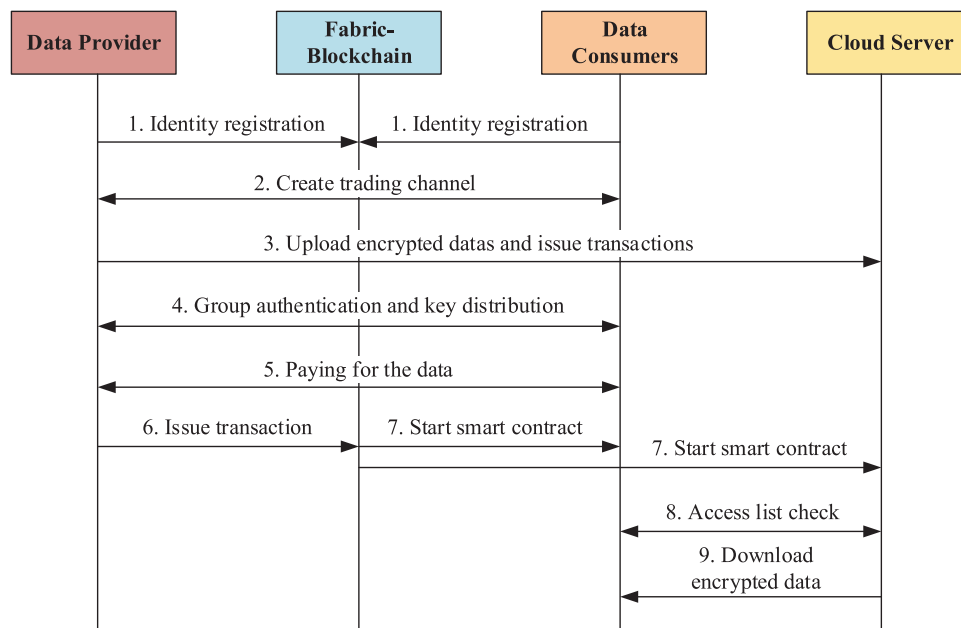 Data Provider
Fabric-
Blockchain
Data
Consumers
Cloud Server
1. Identity registration
1. Identity registration
2. Create trading channel
3. Upload encrypted datas and issue transactions
4. Group authentication and key distribution
5. Paying for the data
6. Issue transaction
7. Start smart contract
7. Start smart contract
8. Access list check
9. Download
encrypted data